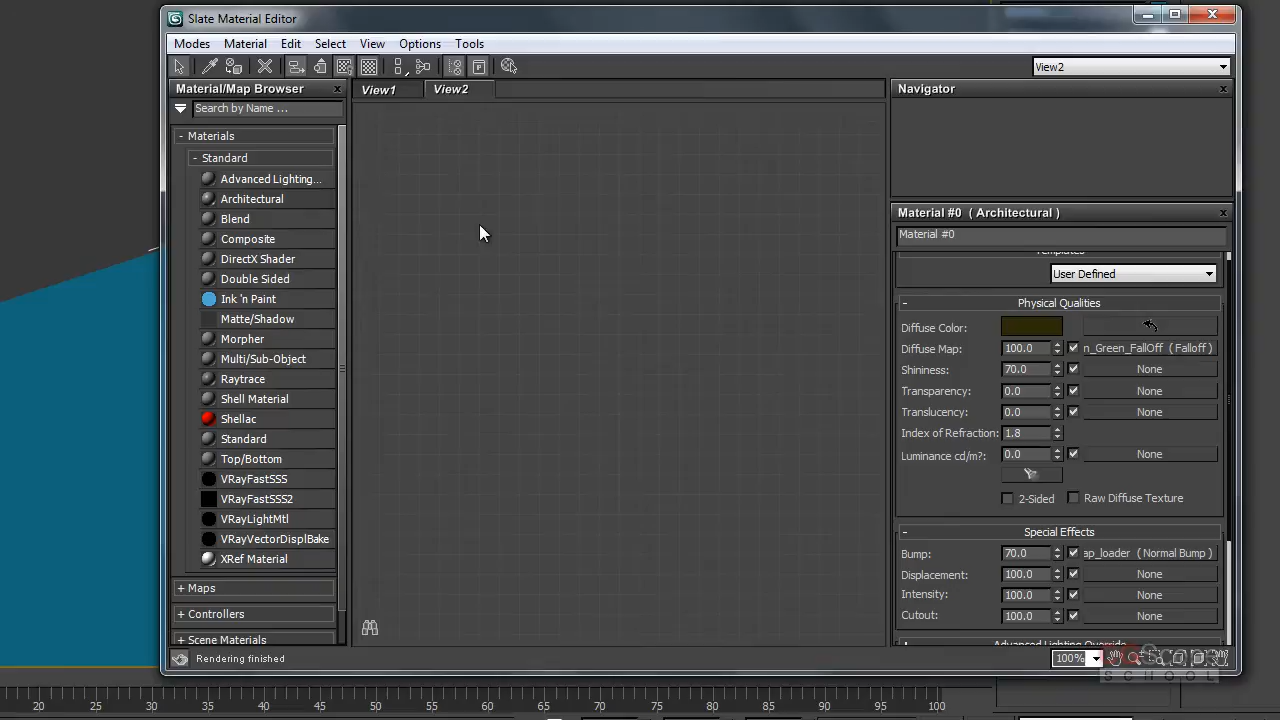 Slate Material Editor
Modes Material Edit Select View Options Tools
View2
Material/Map Browser
View1 View2
Navigator
Search by Name ...
- Materials
- Standard
Advanced Lighting...
Architectural
Blend
Composite
DirectX Shader
Double Sided
Ink 'n Paint
Matte/Shadow
Morpher
Multi/Sub-Object
Raytrace
Shell Material
Shellac
Standard
Top/Bottom
VRayFastSSS
VRayFastSSS2
VRayLightMtl
VRayVectorDisplBake
XRef Material
+ Maps
+ Controllers
+ Scene Materials
Material #0 ( Architectural )
Material #0
Templates
User Defined
- Physical Qualities
Diffuse Color:
Diffuse Map: 100.0 n_Green_FallOff ( Falloff )
Shininess: 70.0 None
Transparency: 0.0 None
Translucency: 0.0 None
Index of Refraction: 1.8
Luminance cd/m?: 0.0 None
2-Sided Raw Diffuse Texture
- Special Effects
Bump: 70.0 ap_loader ( Normal Bump )
Displacement: 100.0 None
Intensity: 100.0 None
Cutout: 100.0 None
Advanced Lighting Override
Rendering finished
100%
SCHOOL
20 25 30 35 40 45 50 55 60 65 70 75 80 85 90 95 100